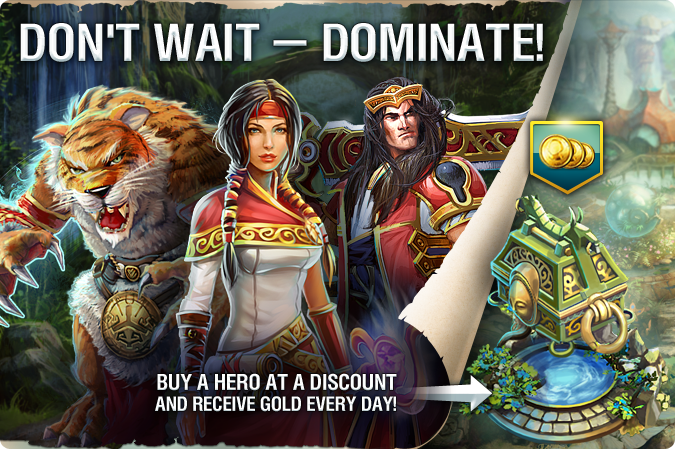 DON'T WAIT – DOMINATE!
BUY A HERO AT A DISCOUNT
AND RECEIVE GOLD EVERY DAY!